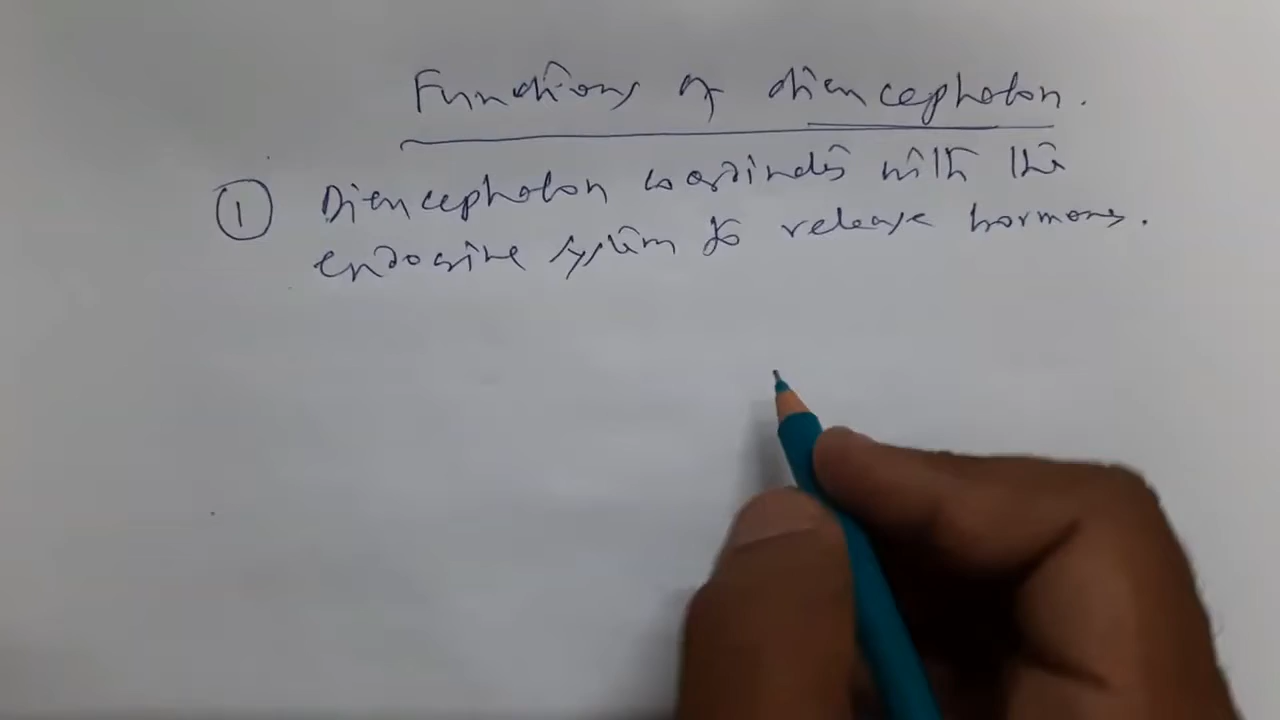 Functions of diencephalon.
① Diencephalon coordinates with the
endocrine system to release hormones.